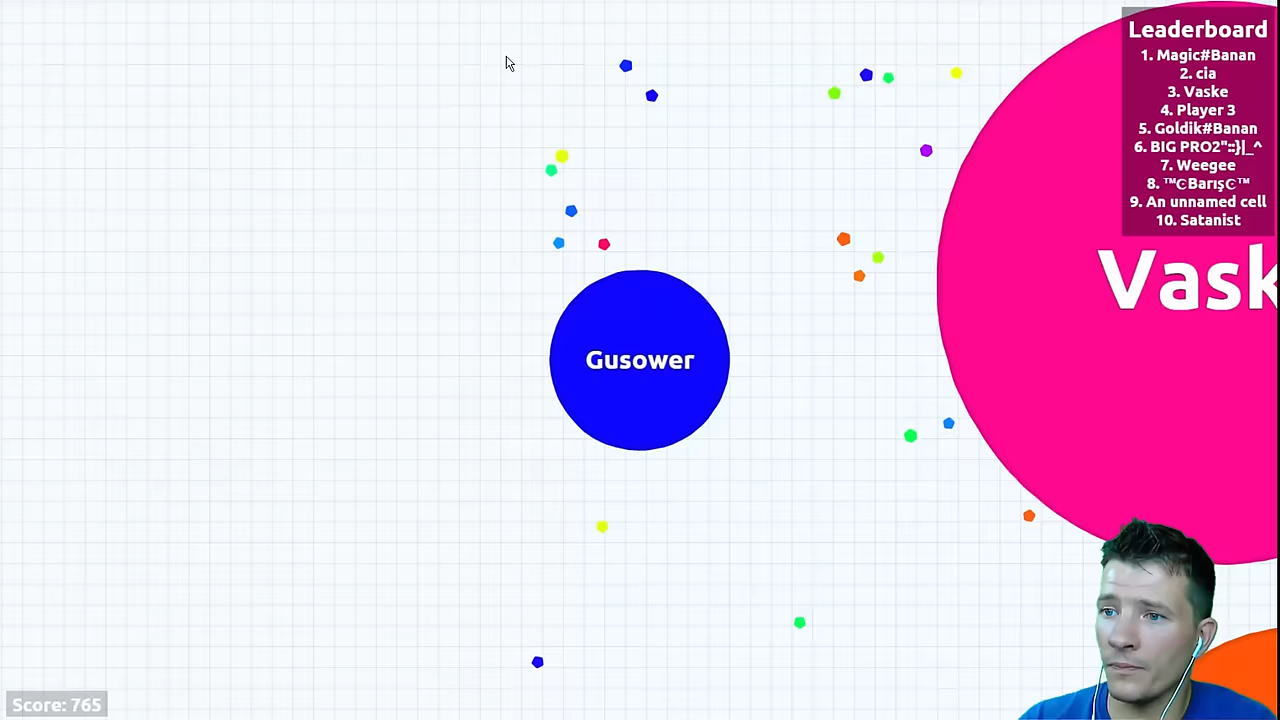 Leaderboard
1. Magic#Banan
2. cia
3. Vaske
4. Player 3
5. Goldik#Banan
6. BIG PRO2"::}|_^
7. Weegee
8. ™ϾBarışϾ™
9. An unnamed cell
10. Satanist
Vask
Gusower
Score: 765